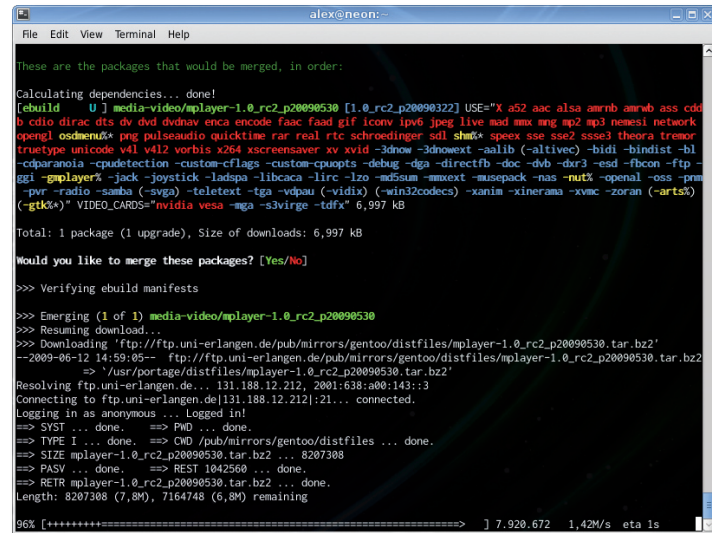 alex@neon:~
File Edit View Terminal Help
These are the packages that would be merged, in order:
Calculating dependencies... done!
[ebuild     U ] media-video/mplayer-1.0_rc2_p20090530 [1.0_rc2_p20090322] USE="X a52 aac alsa amrnb amrwb ass cdd
b cdio dirac dts dv dvd dvdnav enca encode faac faad gif iconv ipv6 jpeg live mad mmx mng mp2 mp3 nemesi network
opengl osdmenu%* png pulseaudio quicktime rar real rtc schroedinger sdl shm%* speex sse sse2 ssse3 theora tremor
truetype unicode v4l v4l2 vorbis x264 xscreensaver xv xvid -3dnow -3dnowext -aalib (-altivec) -bidi -bindist -bl
-cdparanoia -cpudetection -custom-cflags -custom-cpuopts -debug -dga -directfb -doc -dvb -dxr3 -esd -fbcon -ftp -
ggi -gmplayer% -jack -joystick -ladspa -libcaca -lirc -lzo -md5sum -mmxext -musepack -nas -nut% -openal -oss -pnm
-pvr -radio -samba (-svga) -teletext -tga -vdpau (-vidix) (-win32codecs) -xanim -xinerama -xvmc -zoran (-arts%)
(-gtk%*)" VIDEO_CARDS="nvidia vesa -mga -s3virge -tdfx" 6,997 kB
Total: 1 package (1 upgrade), Size of downloads: 6,997 kB
Would you like to merge these packages? [Yes/No]
>>> Verifying ebuild manifests
>>> Emerging (1 of 1) media-video/mplayer-1.0_rc2_p20090530
>>> Resuming download...
>>> Downloading 'ftp://ftp.uni-erlangen.de/pub/mirrors/gentoo/distfiles/mplayer-1.0_rc2_p20090530.tar.bz2'
--2009-06-12 14:59:05--  ftp://ftp.uni-erlangen.de/pub/mirrors/gentoo/distfiles/mplayer-1.0_rc2_p20090530.tar.bz2
=> `/usr/portage/distfiles/mplayer-1.0_rc2_p20090530.tar.bz2'
Resolving ftp.uni-erlangen.de... 131.188.12.212, 2001:638:a00:143::3
Connecting to ftp.uni-erlangen.de|131.188.12.212|:21... connected.
Logging in as anonymous ... Logged in!
==> SYST ... done.    ==> PWD ... done.
==> TYPE I ... done.  ==> CWD /pub/mirrors/gentoo/distfiles ... done.
==> SIZE mplayer-1.0_rc2_p20090530.tar.bz2 ... 8207308
==> PASV ... done.    ==> REST 1042560 ... done.
==> RETR mplayer-1.0_rc2_p20090530.tar.bz2 ... done.
Length: 8207308 (7,8M), 7164748 (6,8M) remaining
96% [+++++++++====================================================> ] 7.920.672   1,42M/s  eta 1s